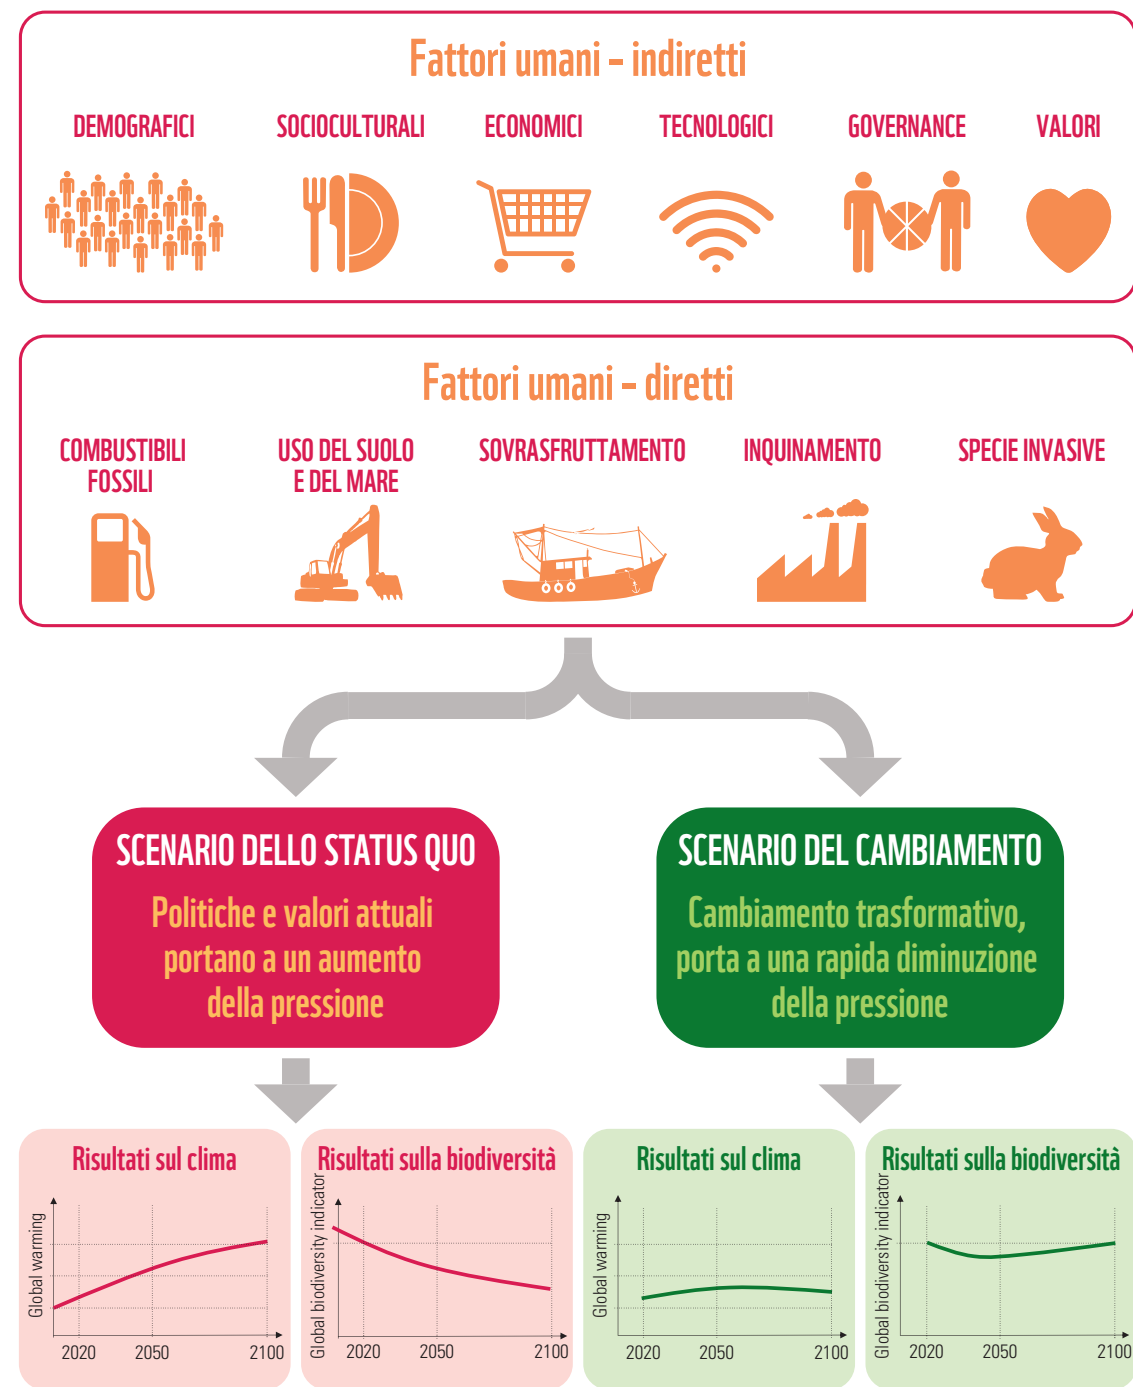 Fattori umani – indiretti
DEMOGRAFICI
SOCIOCULTURALI
ECONOMICI
TECNOLOGICI
GOVERNANCE
VALORI
Fattori umani – diretti
COMBUSTIBILI
FOSSILI
USO DEL SUOLO
E DEL MARE
SOVRASFRUTTAMENTO
INQUINAMENTO
SPECIE INVASIVE
SCENARIO DELLO STATUS QUO
Politiche e valori attuali
portano a un aumento
della pressione
SCENARIO DEL CAMBIAMENTO
Cambiamento trasformativo,
porta a una rapida diminuzione
della pressione
Risultati sul clima
Global warming
2020 2050 2100
Risultati sulla biodiversità
Global biodiversity indicator
2020 2050 2100
Risultati sul clima
Global warming
2020 2050 2100
Risultati sulla biodiversità
Global biodiversity indicator
2020 2050 2100